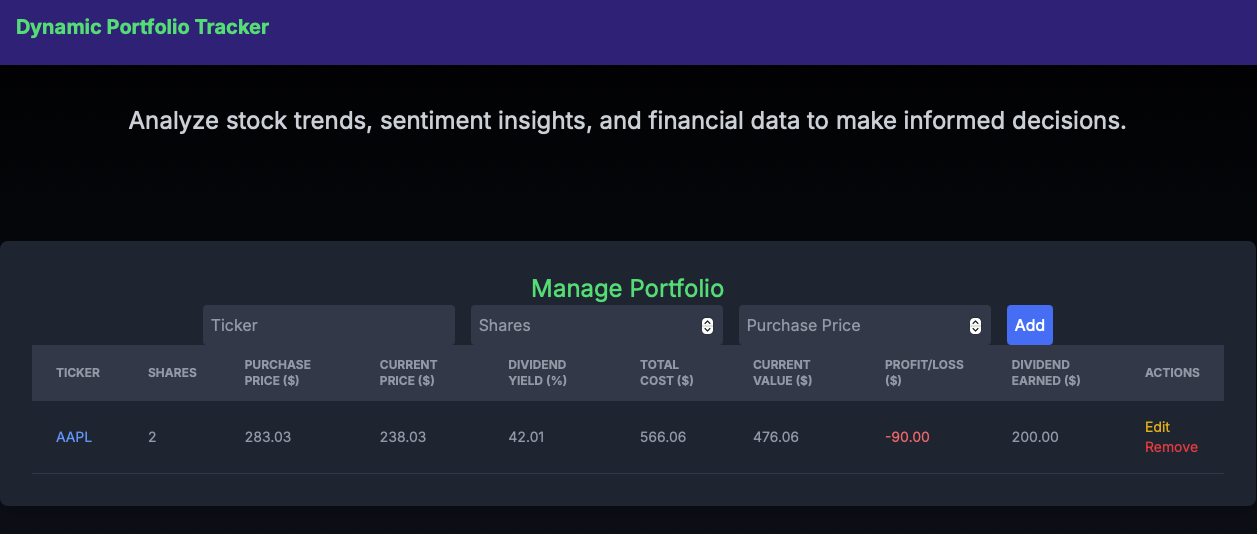 Dynamic Portfolio Tracker
Analyze stock trends, sentiment insights, and financial data to make informed decisions.
Manage Portfolio
Ticker Shares Purchase Price Add
TICKER SHARES PURCHASE PRICE ($) CURRENT PRICE ($) DIVIDEND YIELD (%) TOTAL COST ($) CURRENT VALUE ($) PROFIT/LOSS ($) DIVIDEND EARNED ($) ACTIONS
AAPL 2 283.03 238.03 42.01 566.06 476.06 -90.00 200.00 Edit
Remove